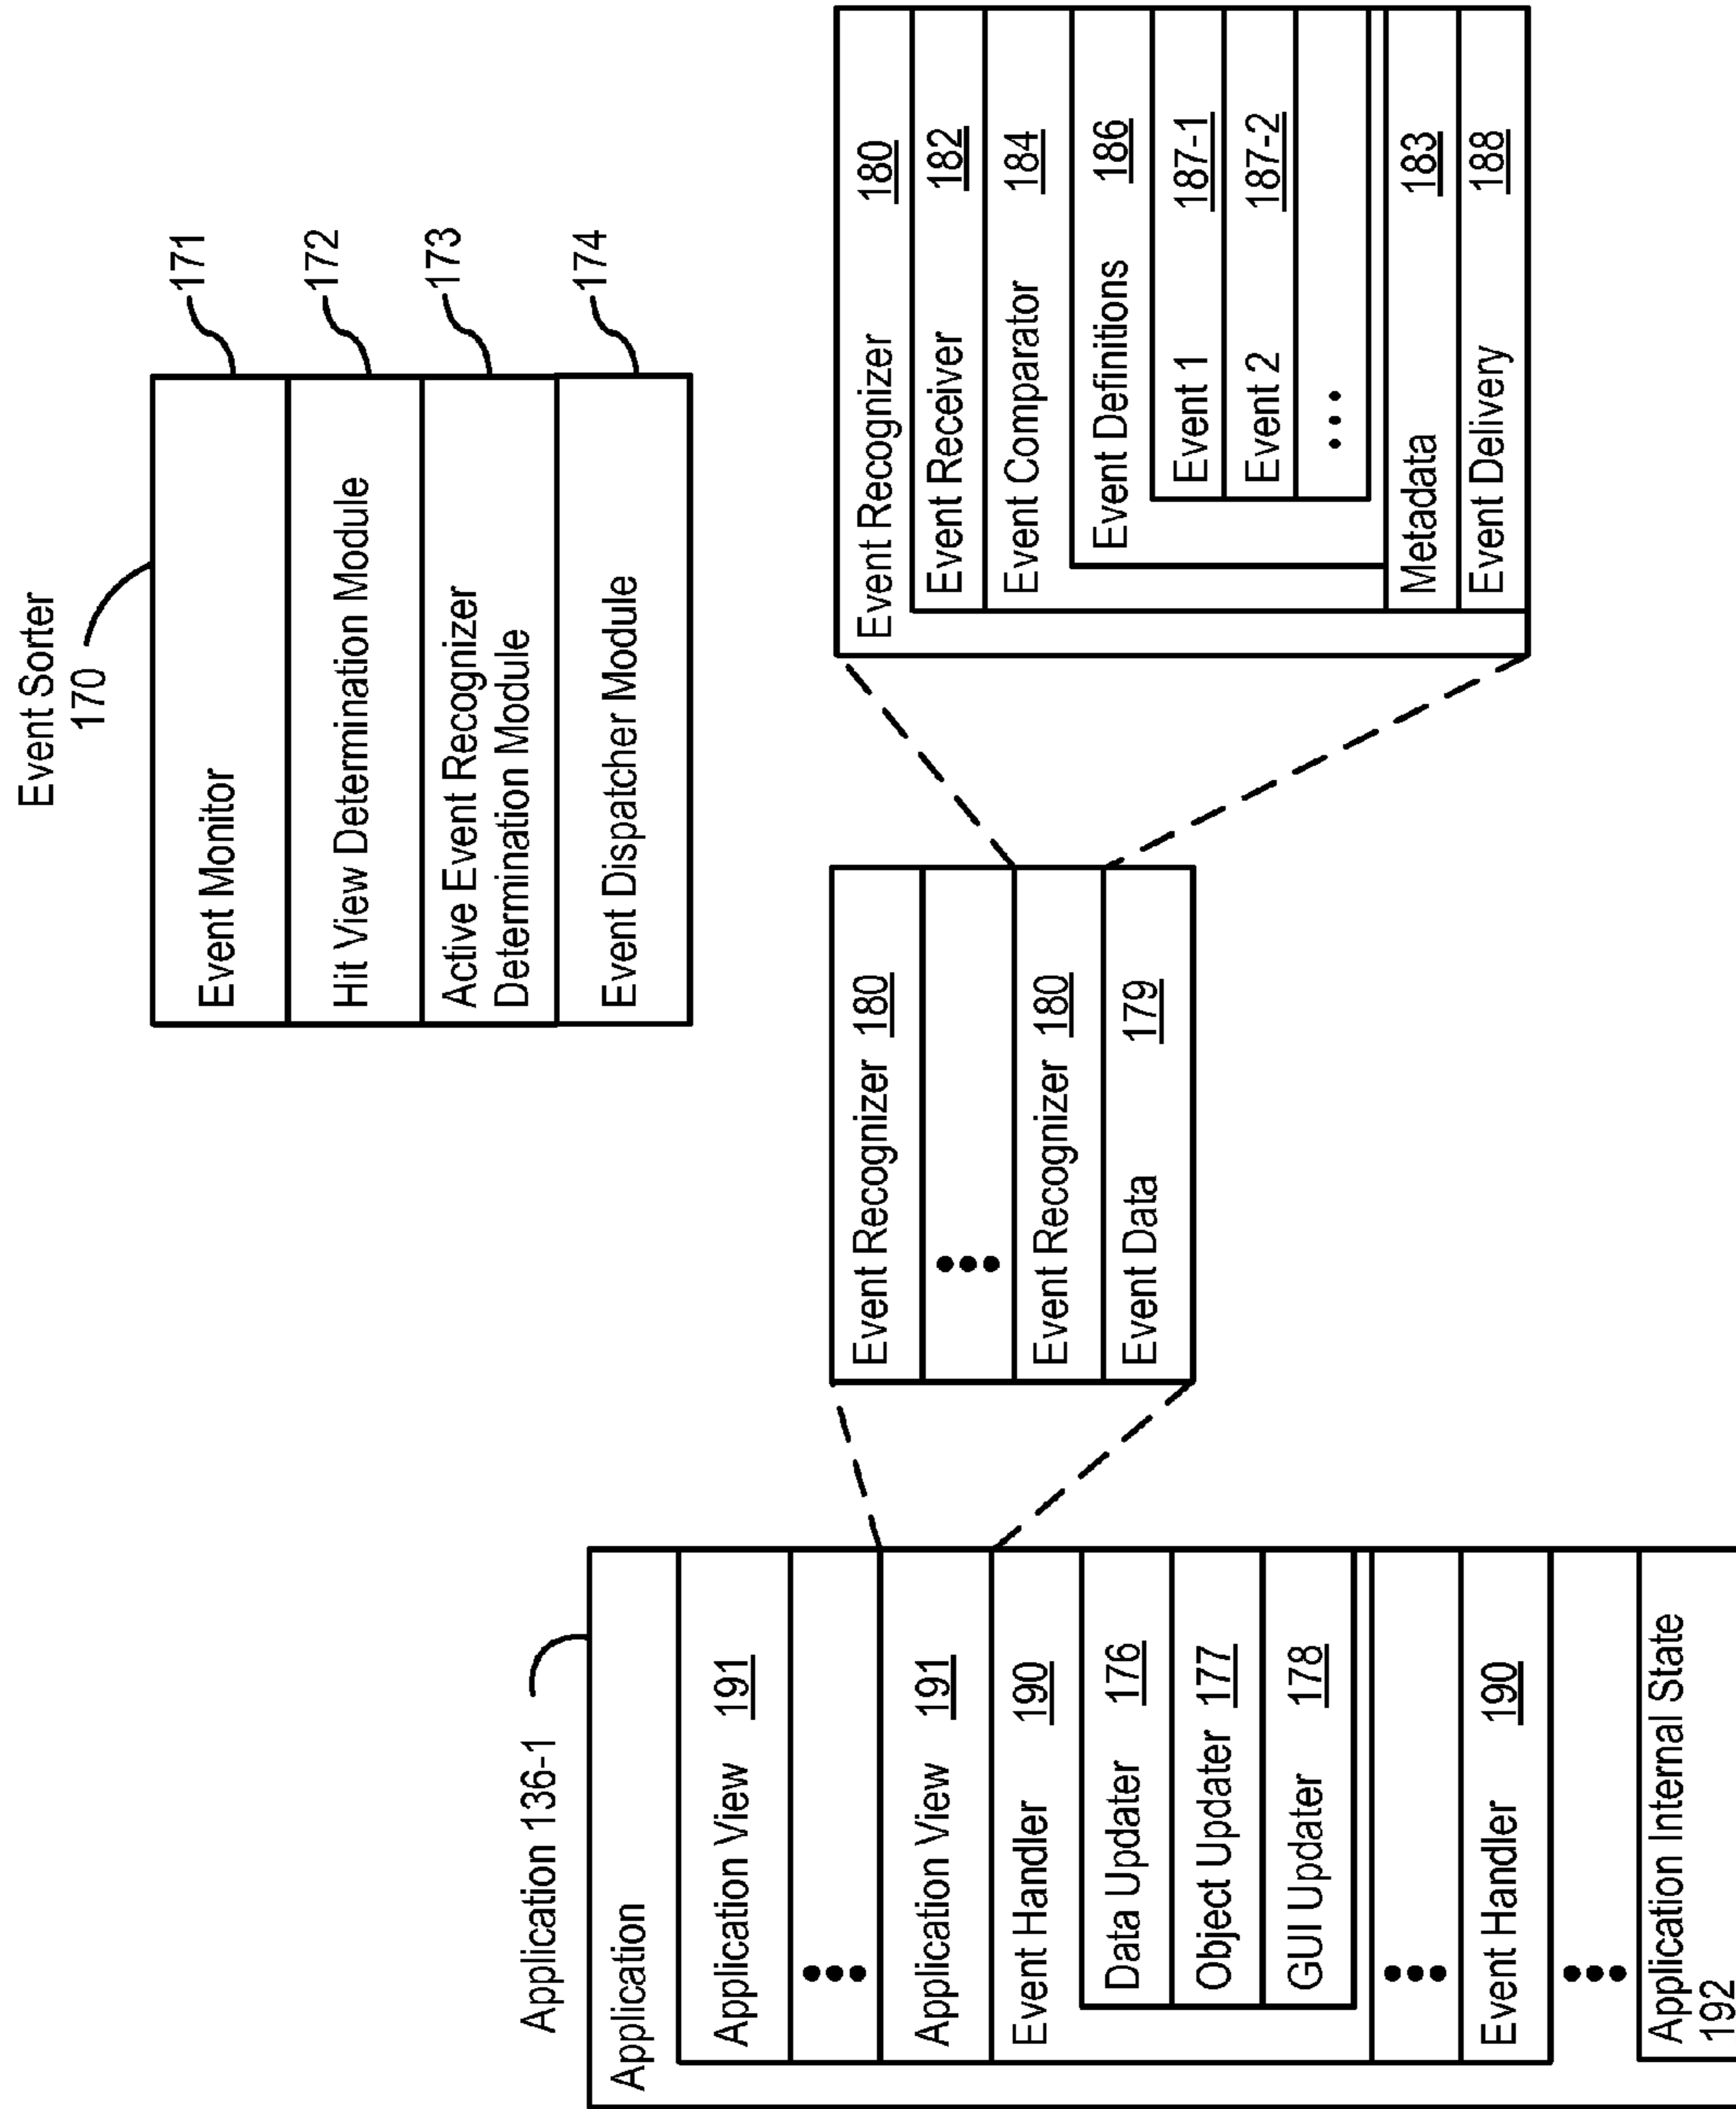 Event Sorter
170
Event Monitor
171
Hit View Determination Module
172
Active Event Recognizer
Determination Module
173
Event Dispatcher Module
174
Application 136-1
Application
Application View 191
•••
Application View 191
Event Handler 190
Data Updater 176
Object Updater 177
GUI Updater 178
•••
Event Handler 190
•••
Application Internal State
192
Event Recognizer 180
•••
Event Recognizer 180
Event Data 179
Event Recognizer 180
Event Receiver 182
Event Comparator 184
Event Definitions 186
Event 1 187-1
Event 2 187-2
•••
Metadata 183
Event Delivery 188